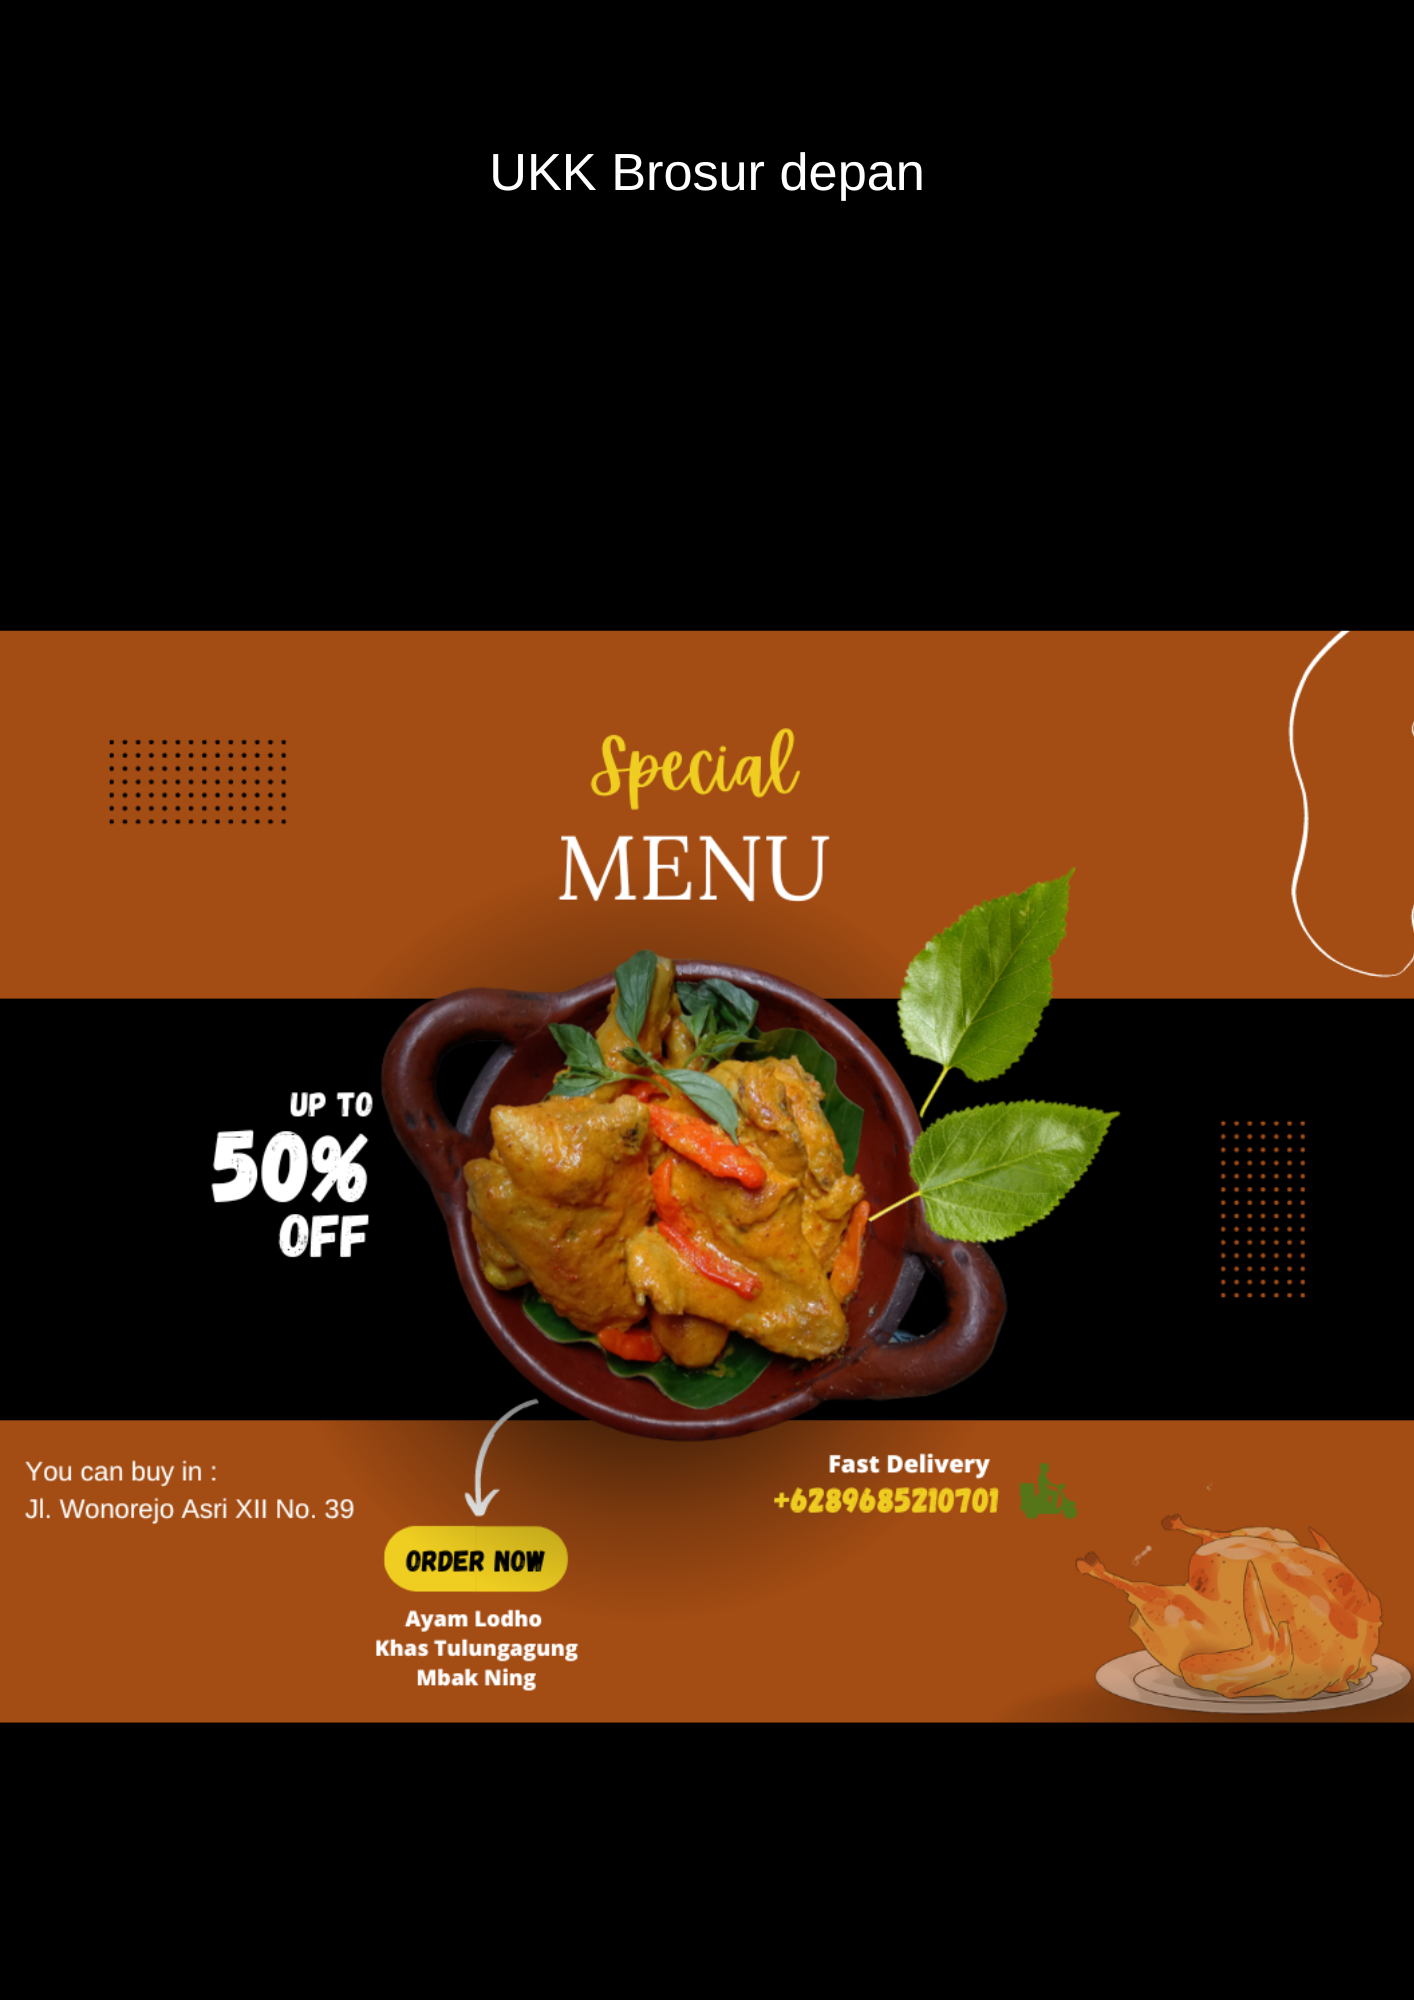 UKK Brosur depan
Special
MENU
UP TO
50%
OFF
You can buy in :
Jl. Wonorejo Asri XII No. 39
Fast Delivery
+6289685210701
ORDER NOW
Ayam Lodho
Khas Tulungagung
Mbak Ning